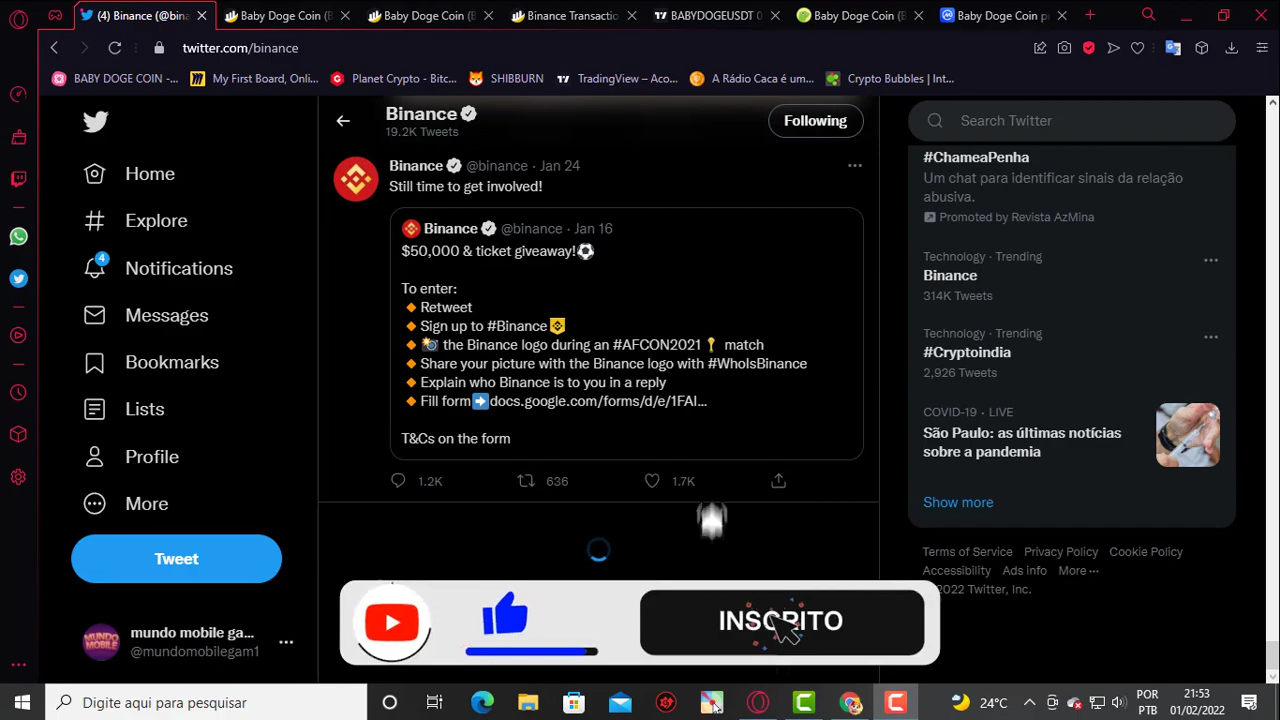 (4) Binance (@bina
Baby Doge Coin (B
Baby Doge Coin (B
Binance Transactio
BABYDOGEUSDT 0
Baby Doge Coin (B
Baby Doge Coin p
twitter.com/binance
BABY DOGE COIN -...
My First Board, Onli...
Planet Crypto - Bitc...
SHIBBURN
TradingView – Aco...
A Rádio Caca é um...
Crypto Bubbles | Int...
Home
Explore
4
Notifications
Messages
Bookmarks
Lists
Profile
More
Tweet
mundo mobile ga...
@mundomobilegam1
Binance
19.2K Tweets
Following
Binance @binance · Jan 24
Still time to get involved!
Binance @binance · Jan 16
$50,000 & ticket giveaway!
To enter:
Retweet
Sign up to #Binance
the Binance logo during an #AFCON2021 match
Share your picture with the Binance logo with #WhoIsBinance
Explain who Binance is to you in a reply
Fill form docs.google.com/forms/d/e/1FAI...
T&Cs on the form
1.2K
636
1.7K
Search Twitter
#ChameaPenha
Um chat para identificar sinais da relação
abusiva.
Promoted by Revista AzMina
Technology · Trending
Binance
314K Tweets
Technology · Trending
#Cryptoindia
2,926 Tweets
COVID-19 · LIVE
São Paulo: as últimas notícias
sobre a pandemia
Show more
Terms of Service Privacy Policy Cookie Policy
Accessibility Ads info More ...
2022 Twitter, Inc.
INSCRITO
Digite aqui para pesquisar
24°C
POR
PTB
21:53
01/02/2022